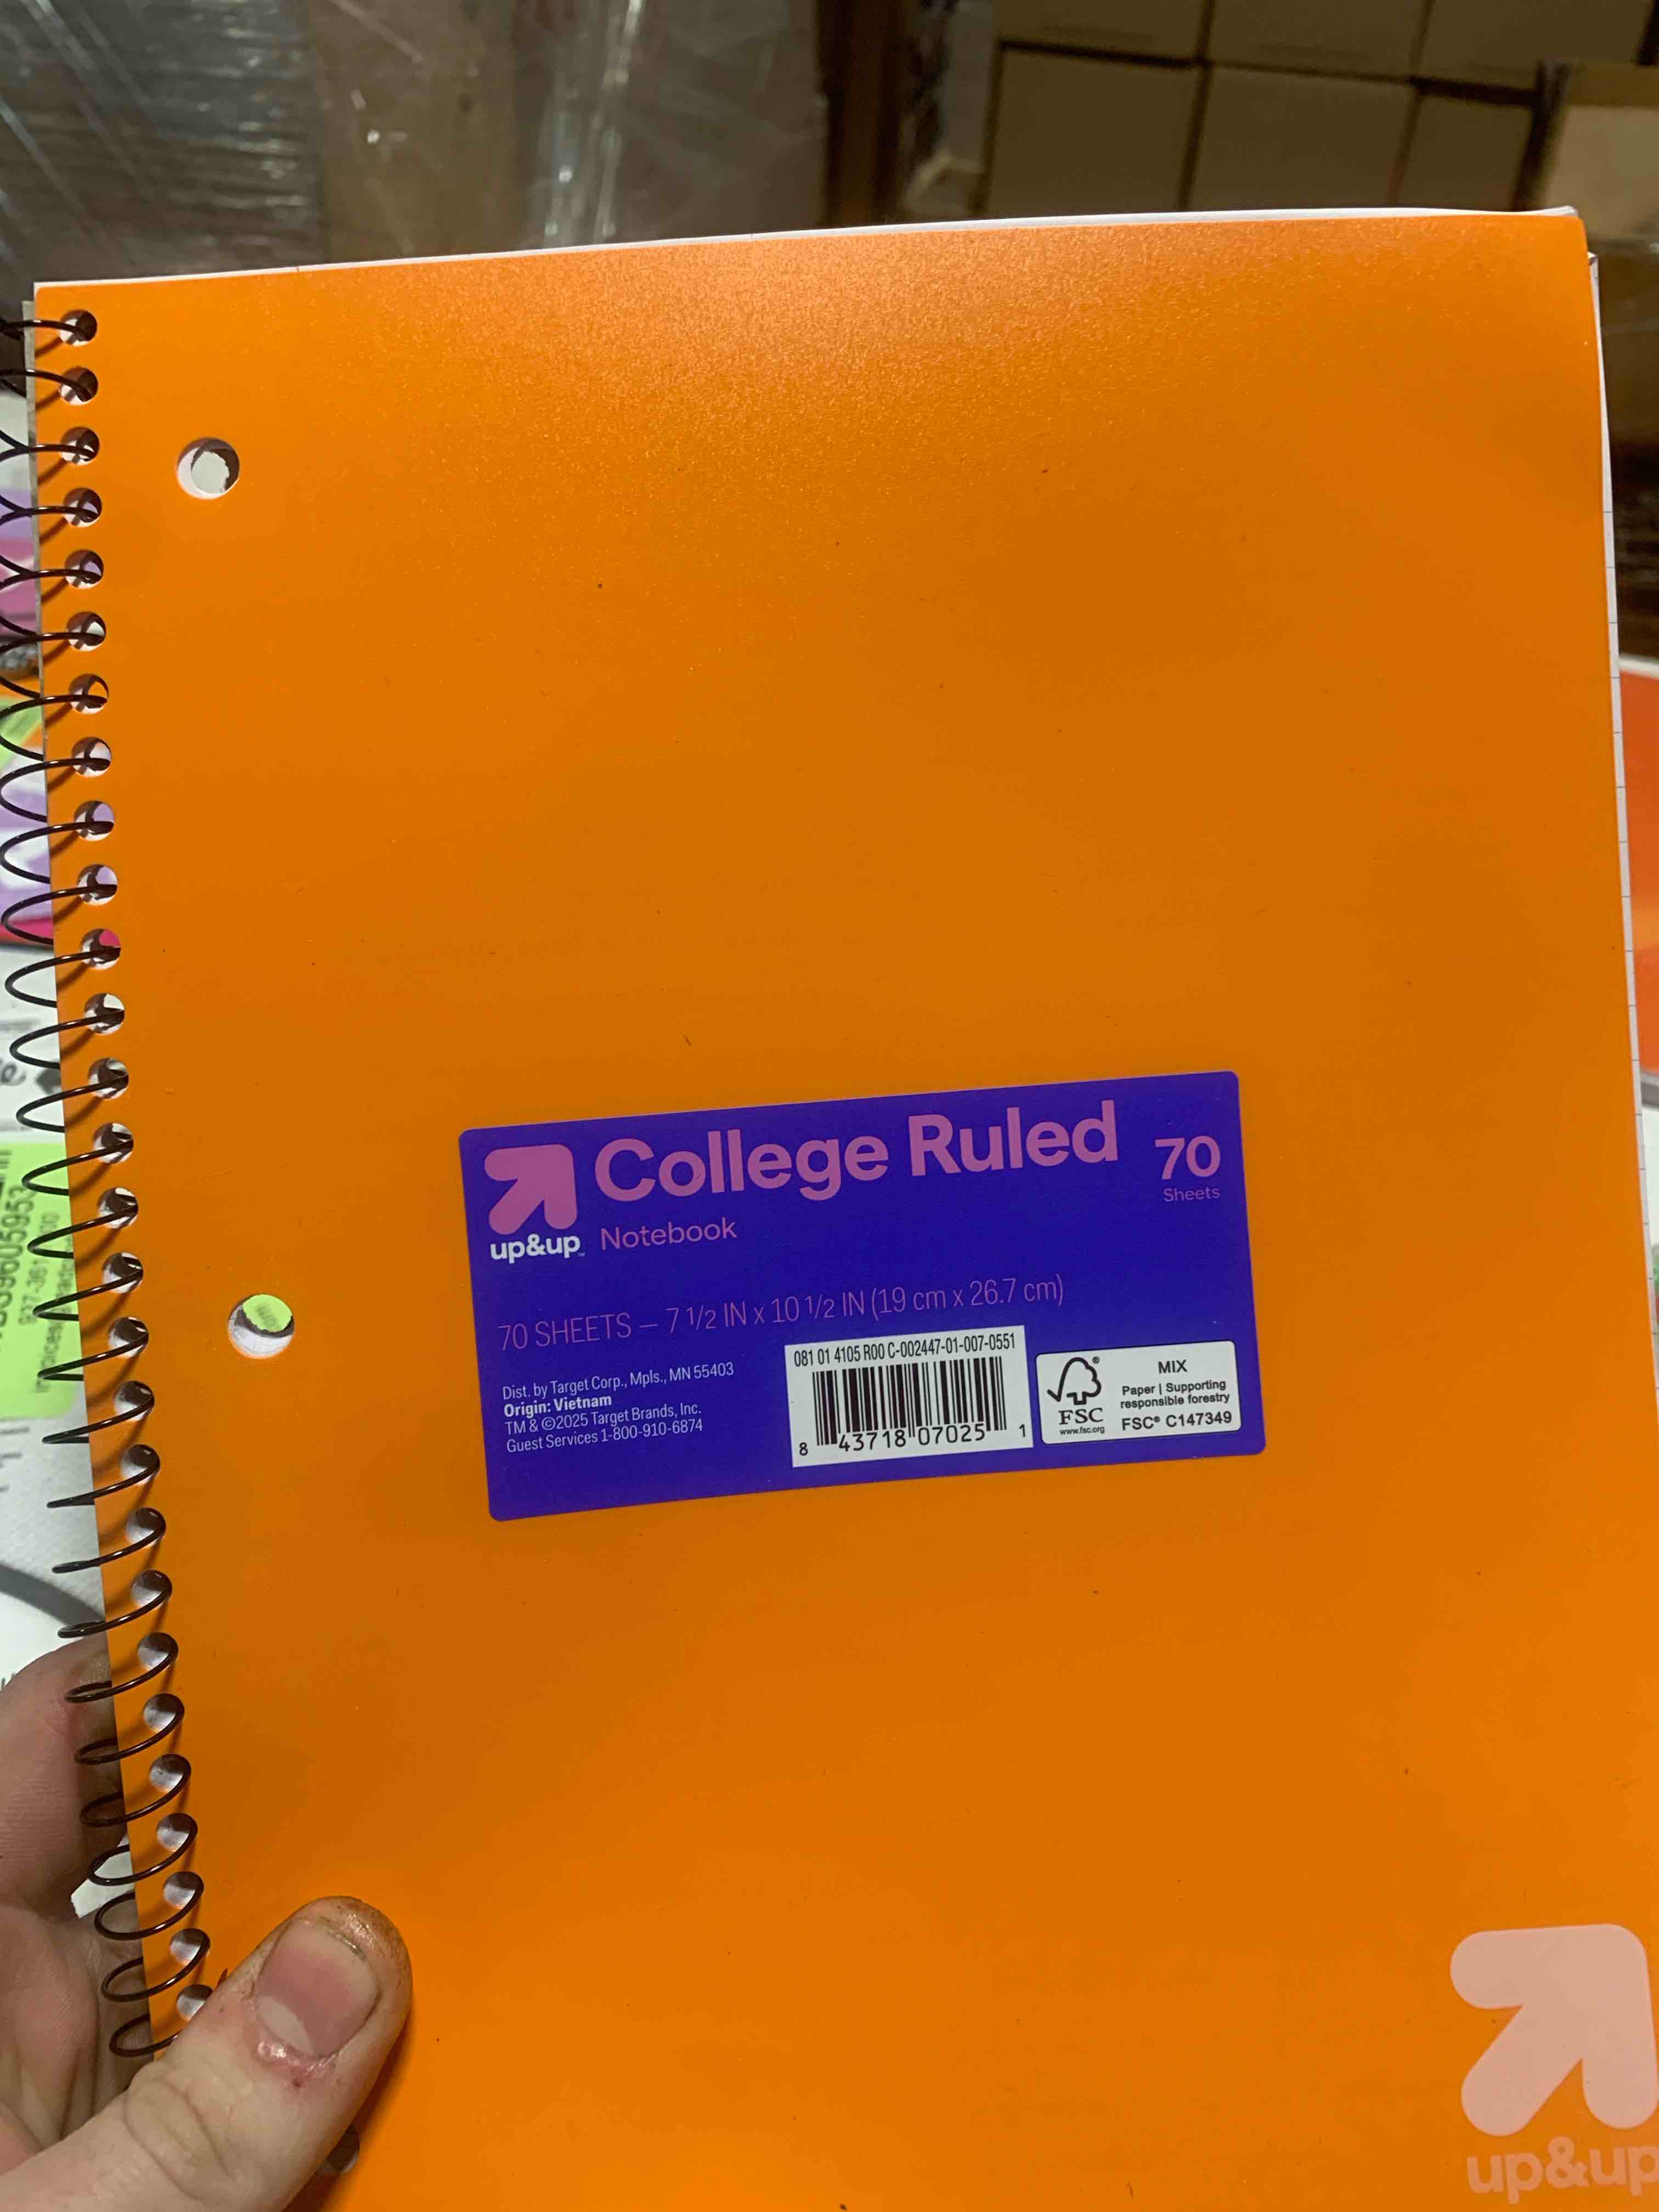 College Ruled
70
Sheets
up&up™
Notebook
70 SHEETS – 7 1/2 IN x 10 1/2 IN (19 cm x 26.7 cm)
Dist. by Target Corp., Mpls., MN 55403
Origin: Vietnam
TM & ©2025 Target Brands, Inc.
Guest Services 1-800-910-6874
081 01 4105 R00 C-002447-01-007-0551
8 43718 07025 1
FSC®
www.fsc.org
MIX
Paper | Supporting
responsible forestry
FSC® C147349
up&up